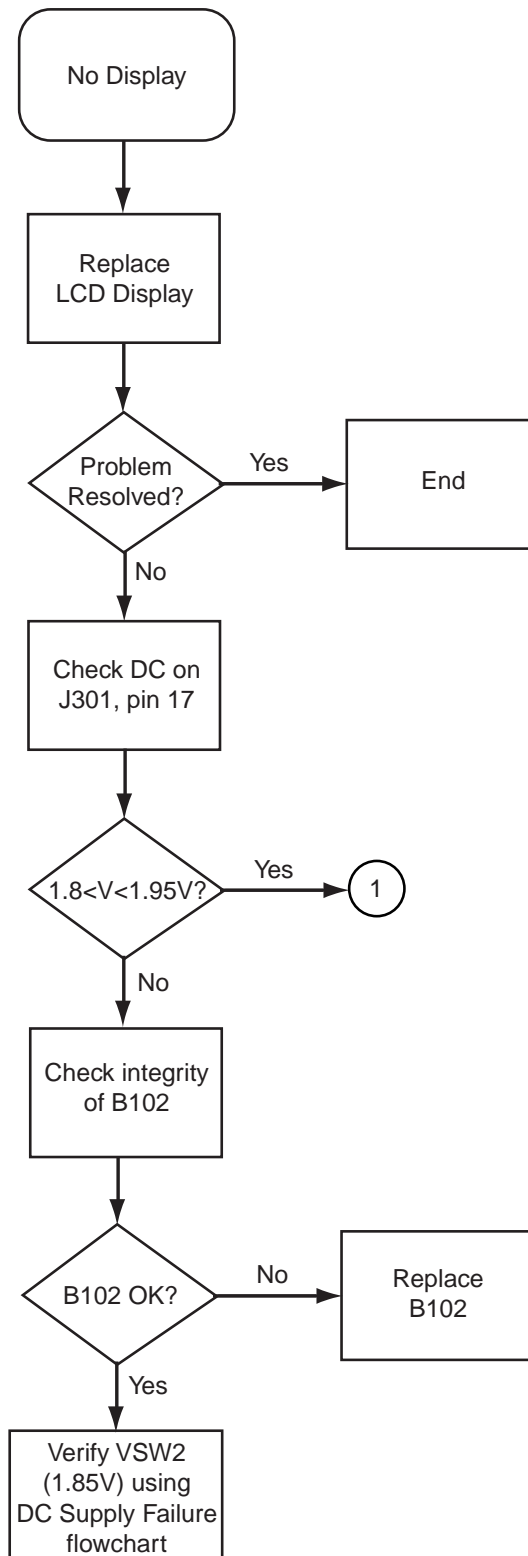 No Display
Replace
LCD Display
Problem
Resolved?
Yes
End
No
Check DC on
J301, pin 17
1.8<V<1.95V?
Yes
1
No
Check integrity
of B102
B102 OK?
No
Replace
B102
Yes
Verify VSW2
(1.85V) using
DC Supply Failure
flowchart